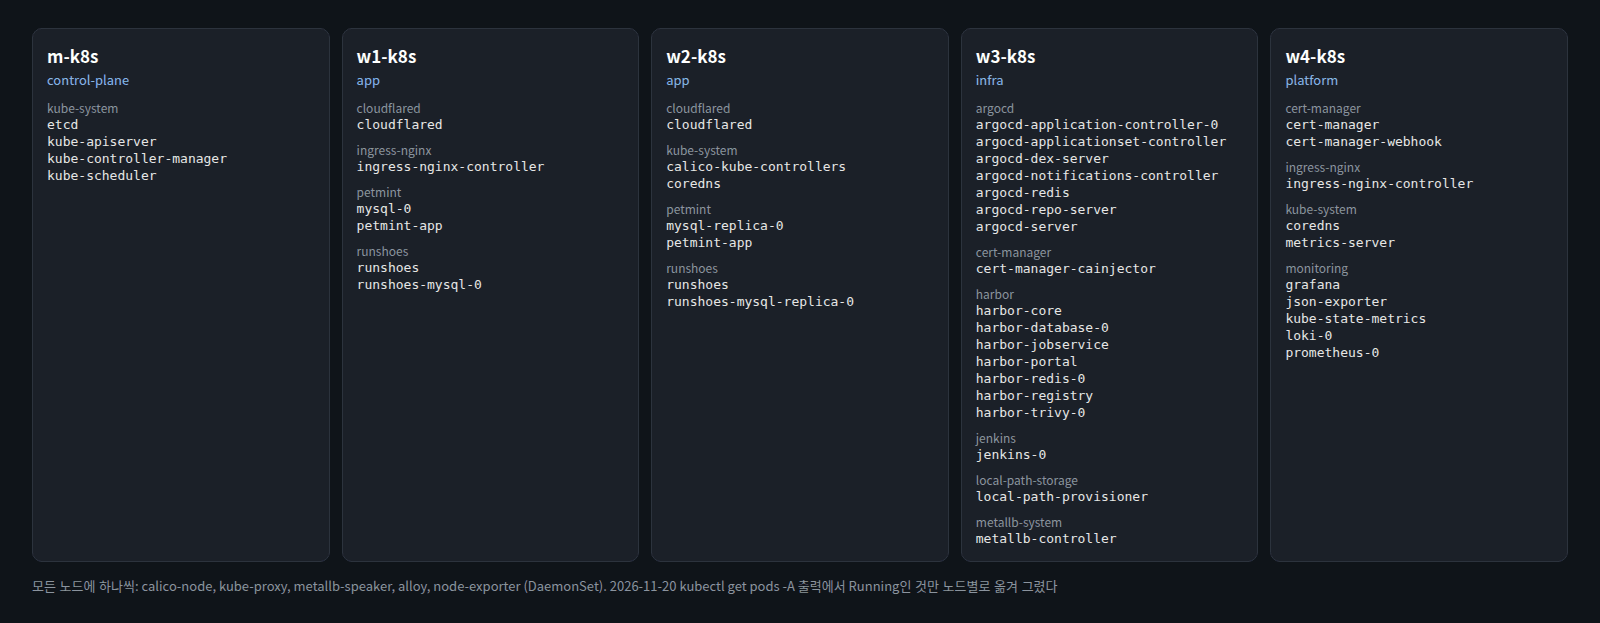 m-k8s
control-plane
kube-system
etcd
kube-apiserver
kube-controller-manager
kube-scheduler
w1-k8s
app
cloudflared
cloudflared
ingress-nginx
ingress-nginx-controller
petmint
mysql-0
petmint-app
runshoes
runshoes
runshoes-mysql-0
w2-k8s
app
cloudflared
cloudflared
kube-system
calico-kube-controllers
coredns
petmint
mysql-replica-0
petmint-app
runshoes
runshoes
runshoes-mysql-replica-0
w3-k8s
infra
argocd
argocd-application-controller-0
argocd-applicationset-controller
argocd-dex-server
argocd-notifications-controller
argocd-redis
argocd-repo-server
argocd-server
cert-manager
cert-manager-cainjector
harbor
harbor-core
harbor-database-0
harbor-jobservice
harbor-portal
harbor-redis-0
harbor-registry
harbor-trivy-0
jenkins
jenkins-0
local-path-storage
local-path-provisioner
metallb-system
metallb-controller
w4-k8s
platform
cert-manager
cert-manager
cert-manager-webhook
ingress-nginx
ingress-nginx-controller
kube-system
coredns
metrics-server
monitoring
grafana
json-exporter
kube-state-metrics
loki-0
prometheus-0
모든 노드에 하나씩: calico-node, kube-proxy, metallb-speaker, alloy, node-exporter (DaemonSet). 2026-11-20 kubectl get pods -A 출력에서 Running인 것만 노드별로 옮겨 그렸다